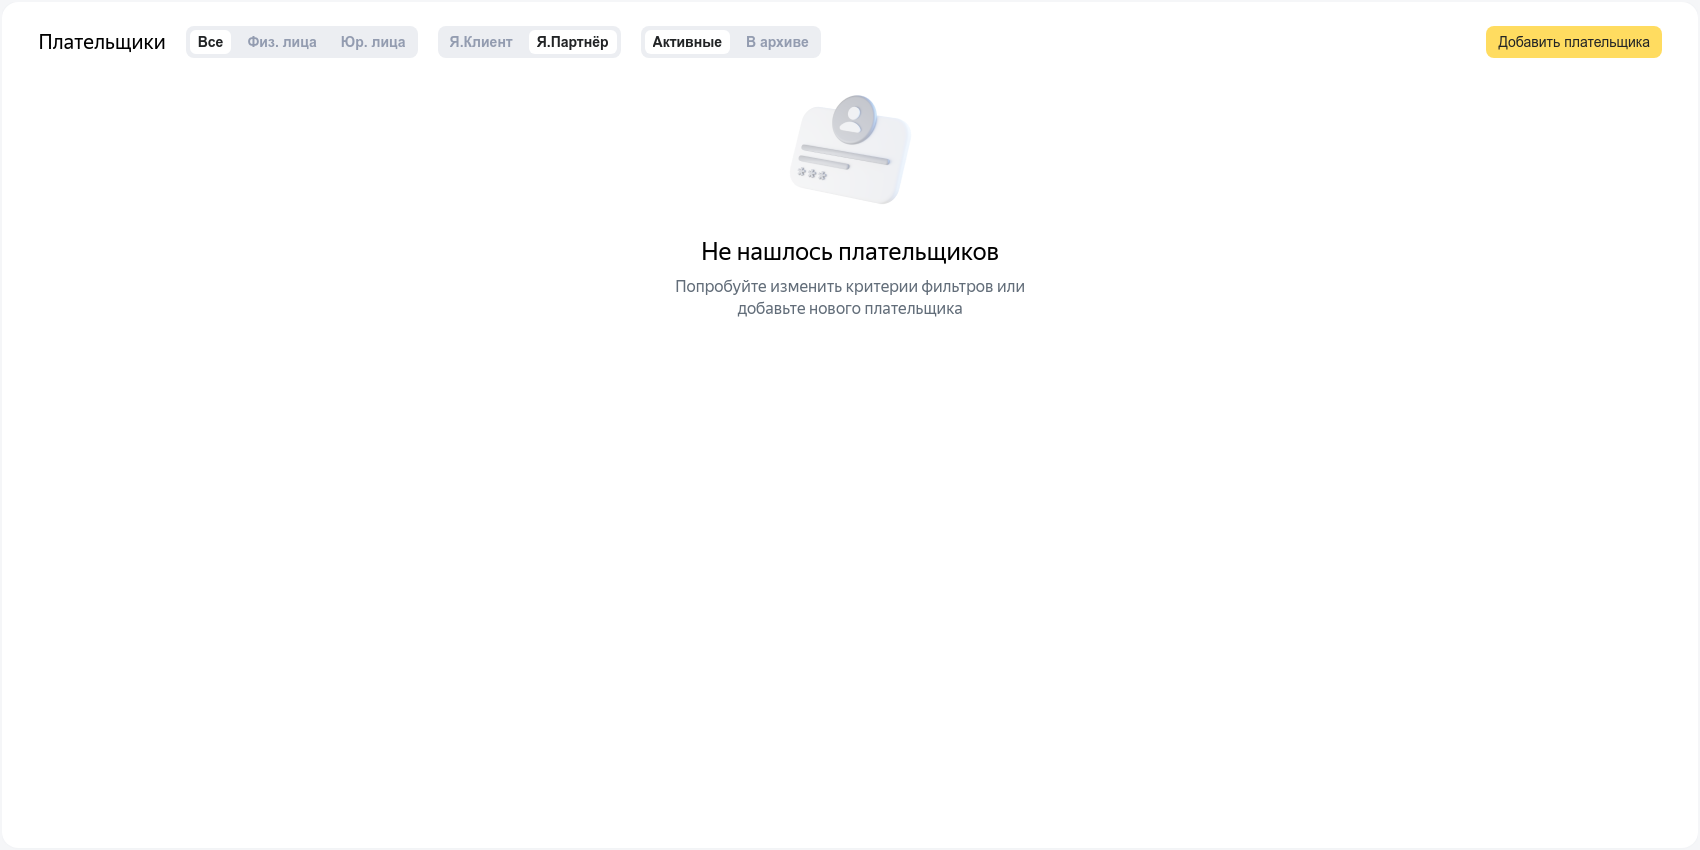 Плательщики Все Физ. лица Юр. лица Я.Клиент Я.Партнёр Активные В архиве Добавить плательщика
Не нашлось плательщиков
Попробуйте изменить критерии фильтров или
добавьте нового плательщика